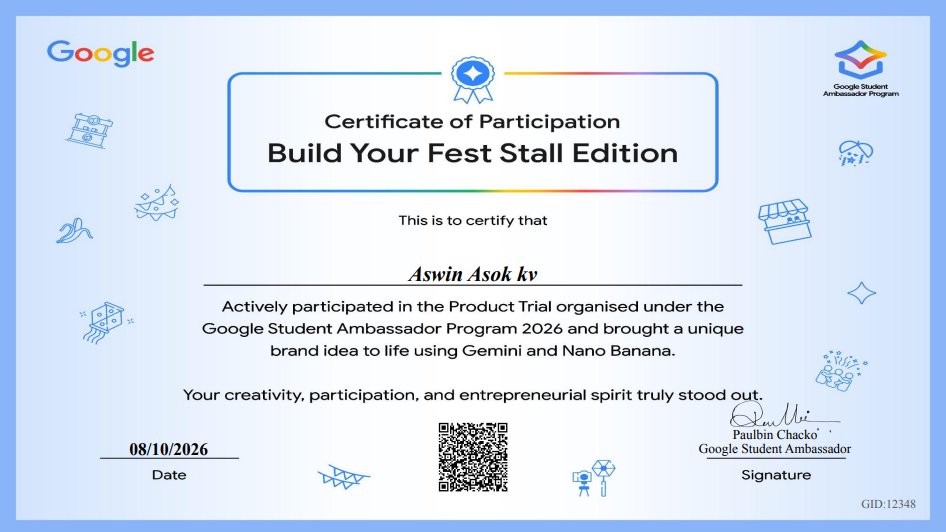 Google
Google Student
Ambassador Program
Certificate of Participation
Build Your Fest Stall Edition
This is to certify that
Aswin Asok kv
Actively participated in the Product Trial organised under the
Google Student Ambassador Program 2026 and brought a unique
brand idea to life using Gemini and Nano Banana.
Your creativity, participation, and entrepreneurial spirit truly stood out.
08/10/2026
Date
Paulbin Chacko
Google Student Ambassador
Signature
GID:12348